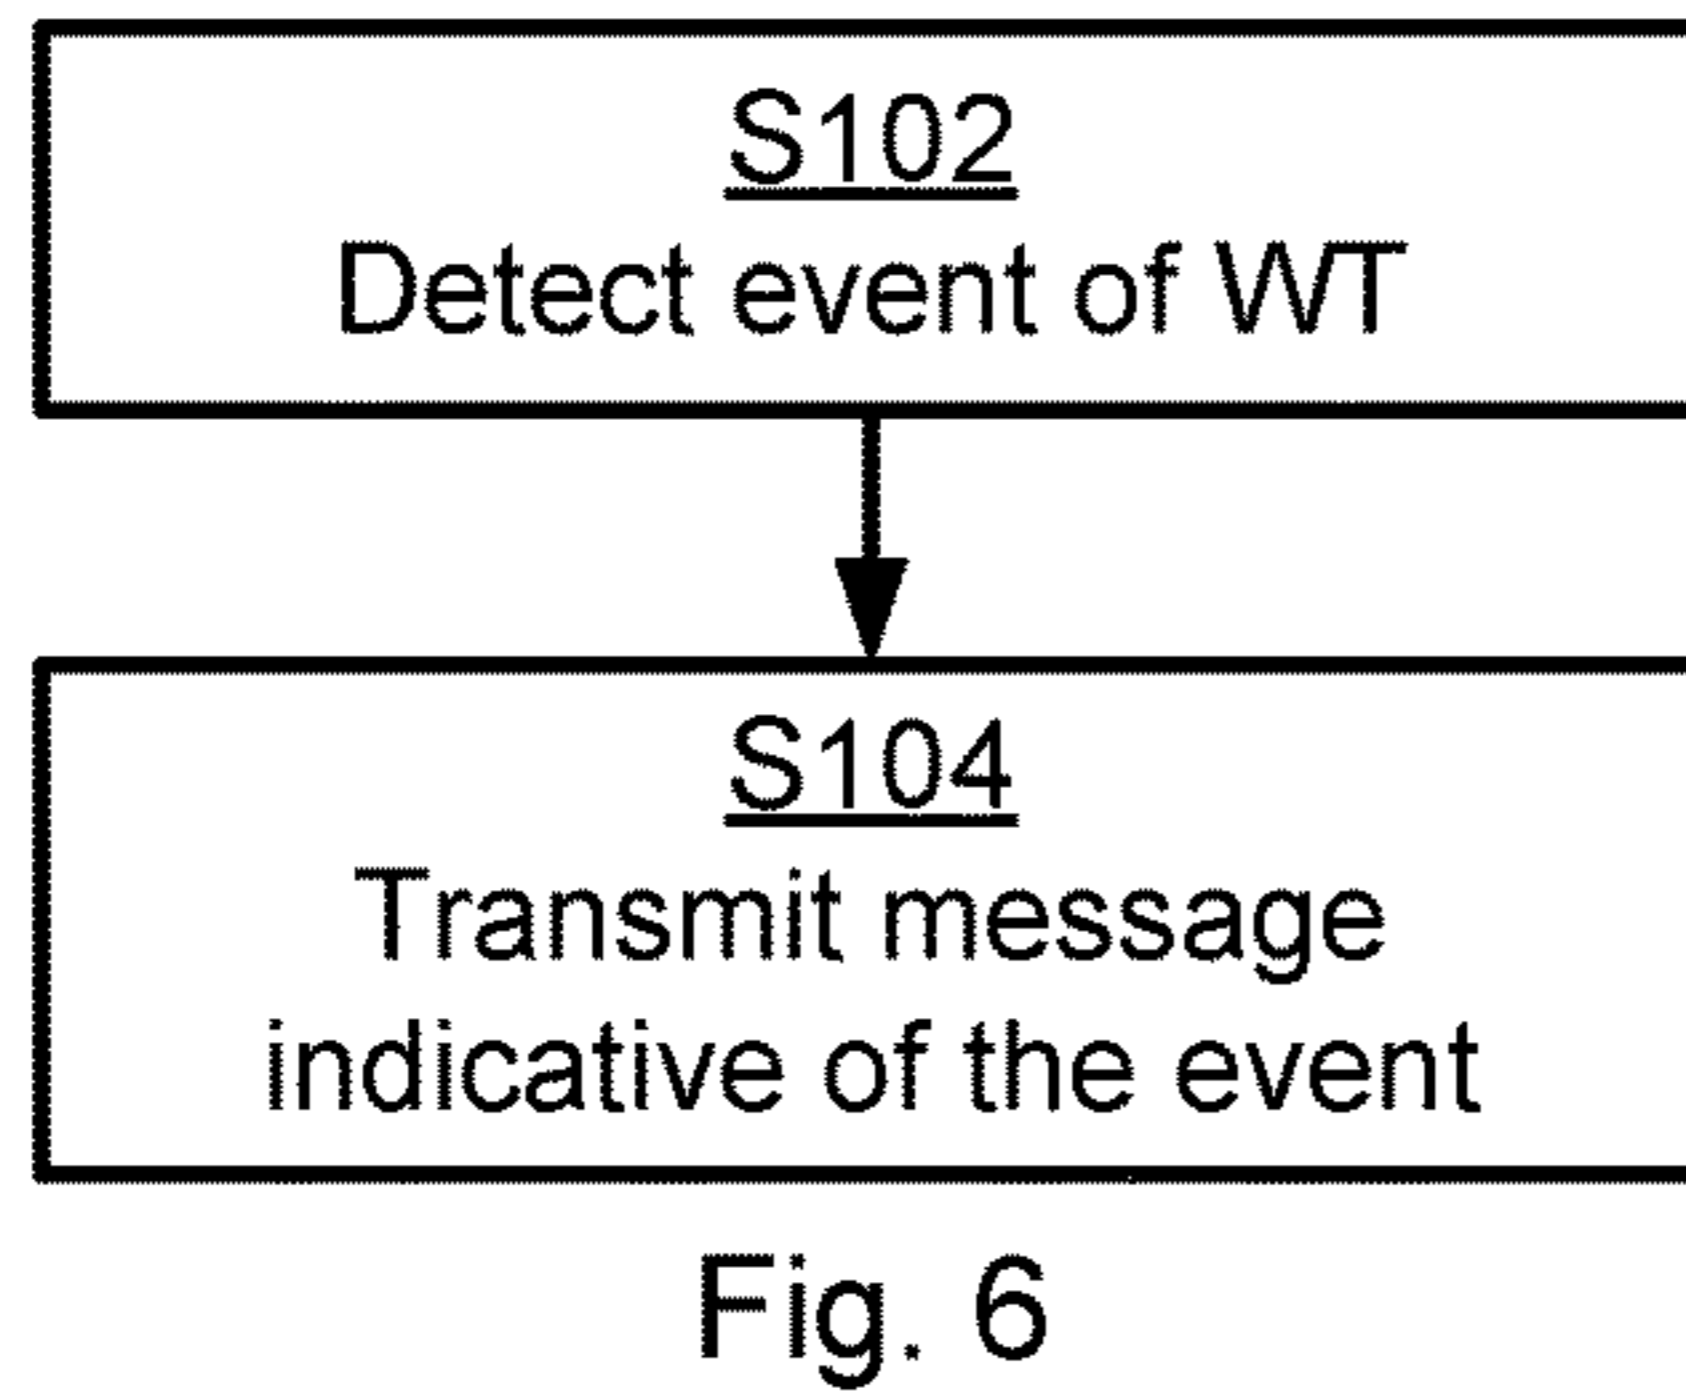 S102
Detect event of WT
S104
Transmit message
indicative of the event
Fig. 6